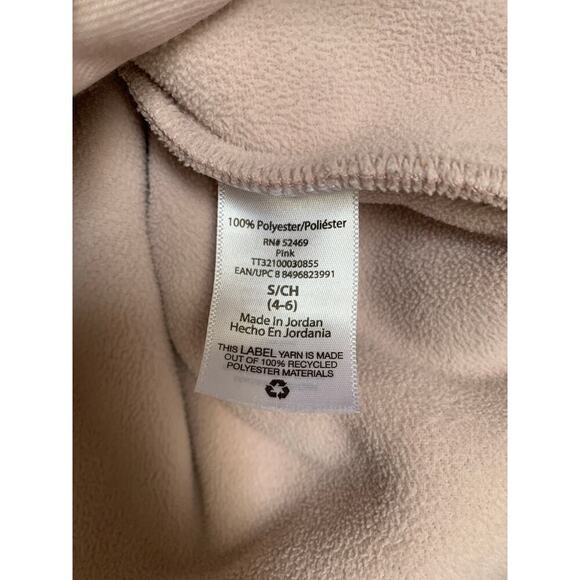 100% Polyester/Poliéster
RN# 52469
Pink
TT32100030855
EAN/UPC 8 8496823991
S/CH
(4-6)
Made In Jordan
Hecho En Jordania
THIS LABEL YARN IS MADE
OUT OF 100% RECYCLED
POLYESTER MATERIALS